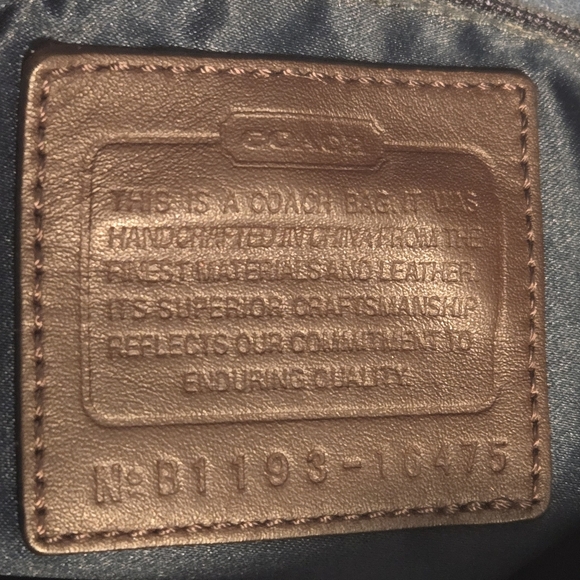 COACH
THIS IS A COACH BAG. IT WAS
HANDCRAFTED IN CHINA FROM THE
FINEST MATERIALS AND LEATHER.
ITS SUPERIOR CRAFTSMANSHIP
REFLECTS OUR COMMITMENT TO
ENDURING QUALITY.
Nº B1193-10475